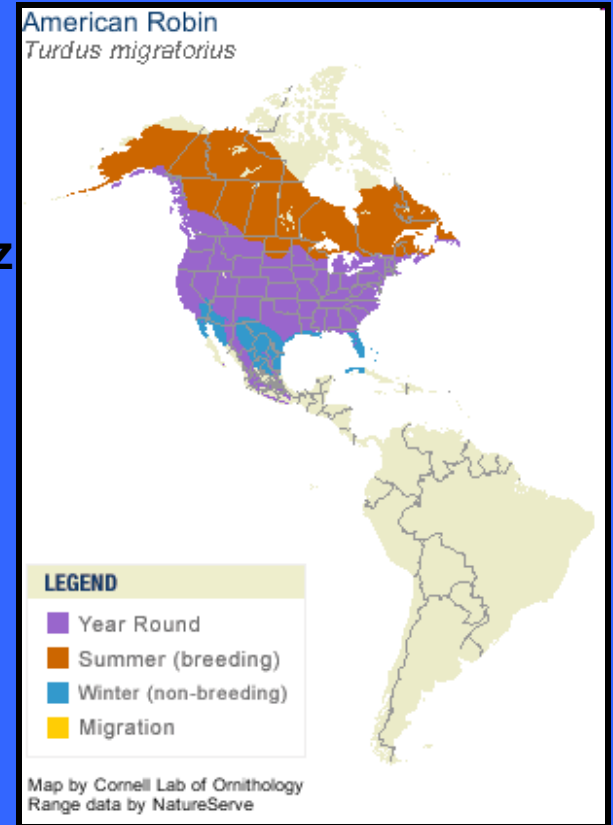 American Robin
Turdus migratorius
z
LEGEND
Year Round
Summer (breeding)
Winter (non-breeding)
Migration
Map by Cornell Lab of Ornithology
Range data by NatureServe